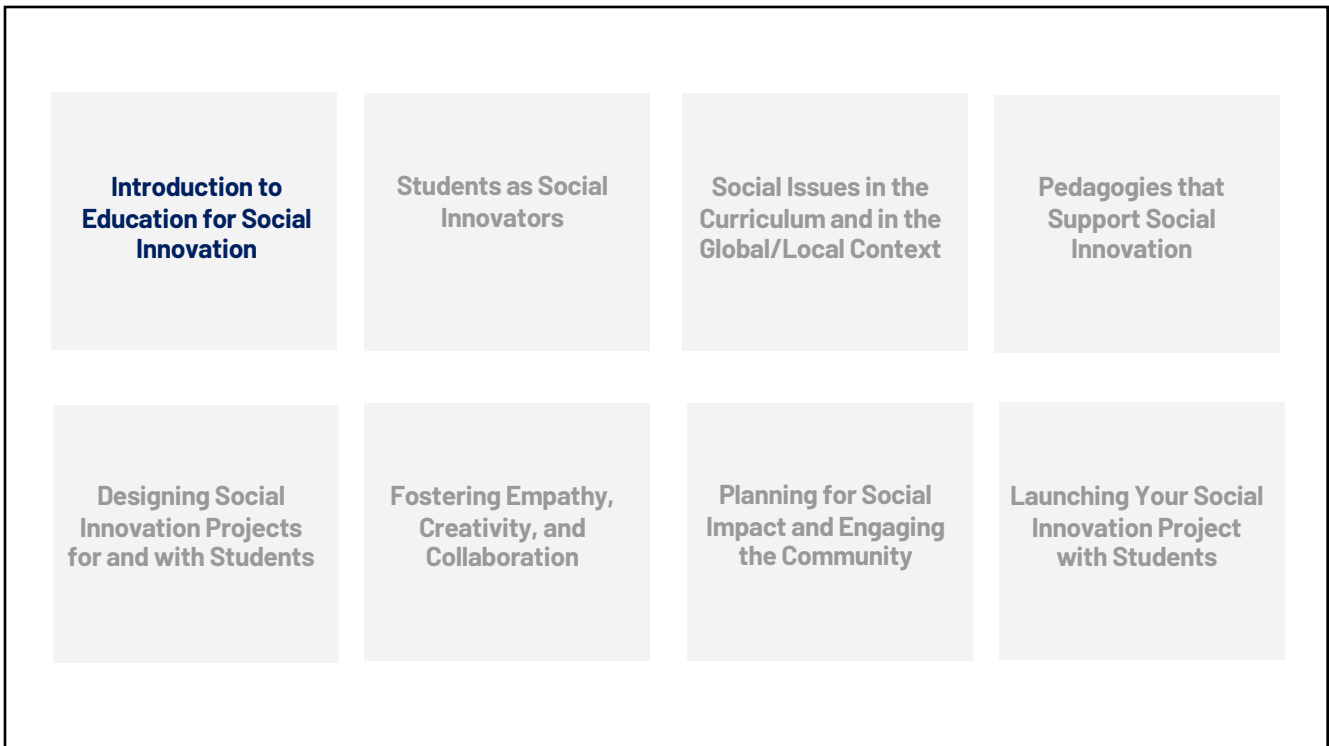 Introduction to
Education for Social
Innovation
Students as Social
Innovators
Social Issues in the
Curriculum and in the
Global/Local Context
Pedagogies that
Support Social
Innovation
Designing Social
Innovation Projects
for and with Students
Fostering Empathy,
Creativity, and
Collaboration
Planning for Social
Impact and Engaging
the Community
Launching Your Social
Innovation Project
with Students